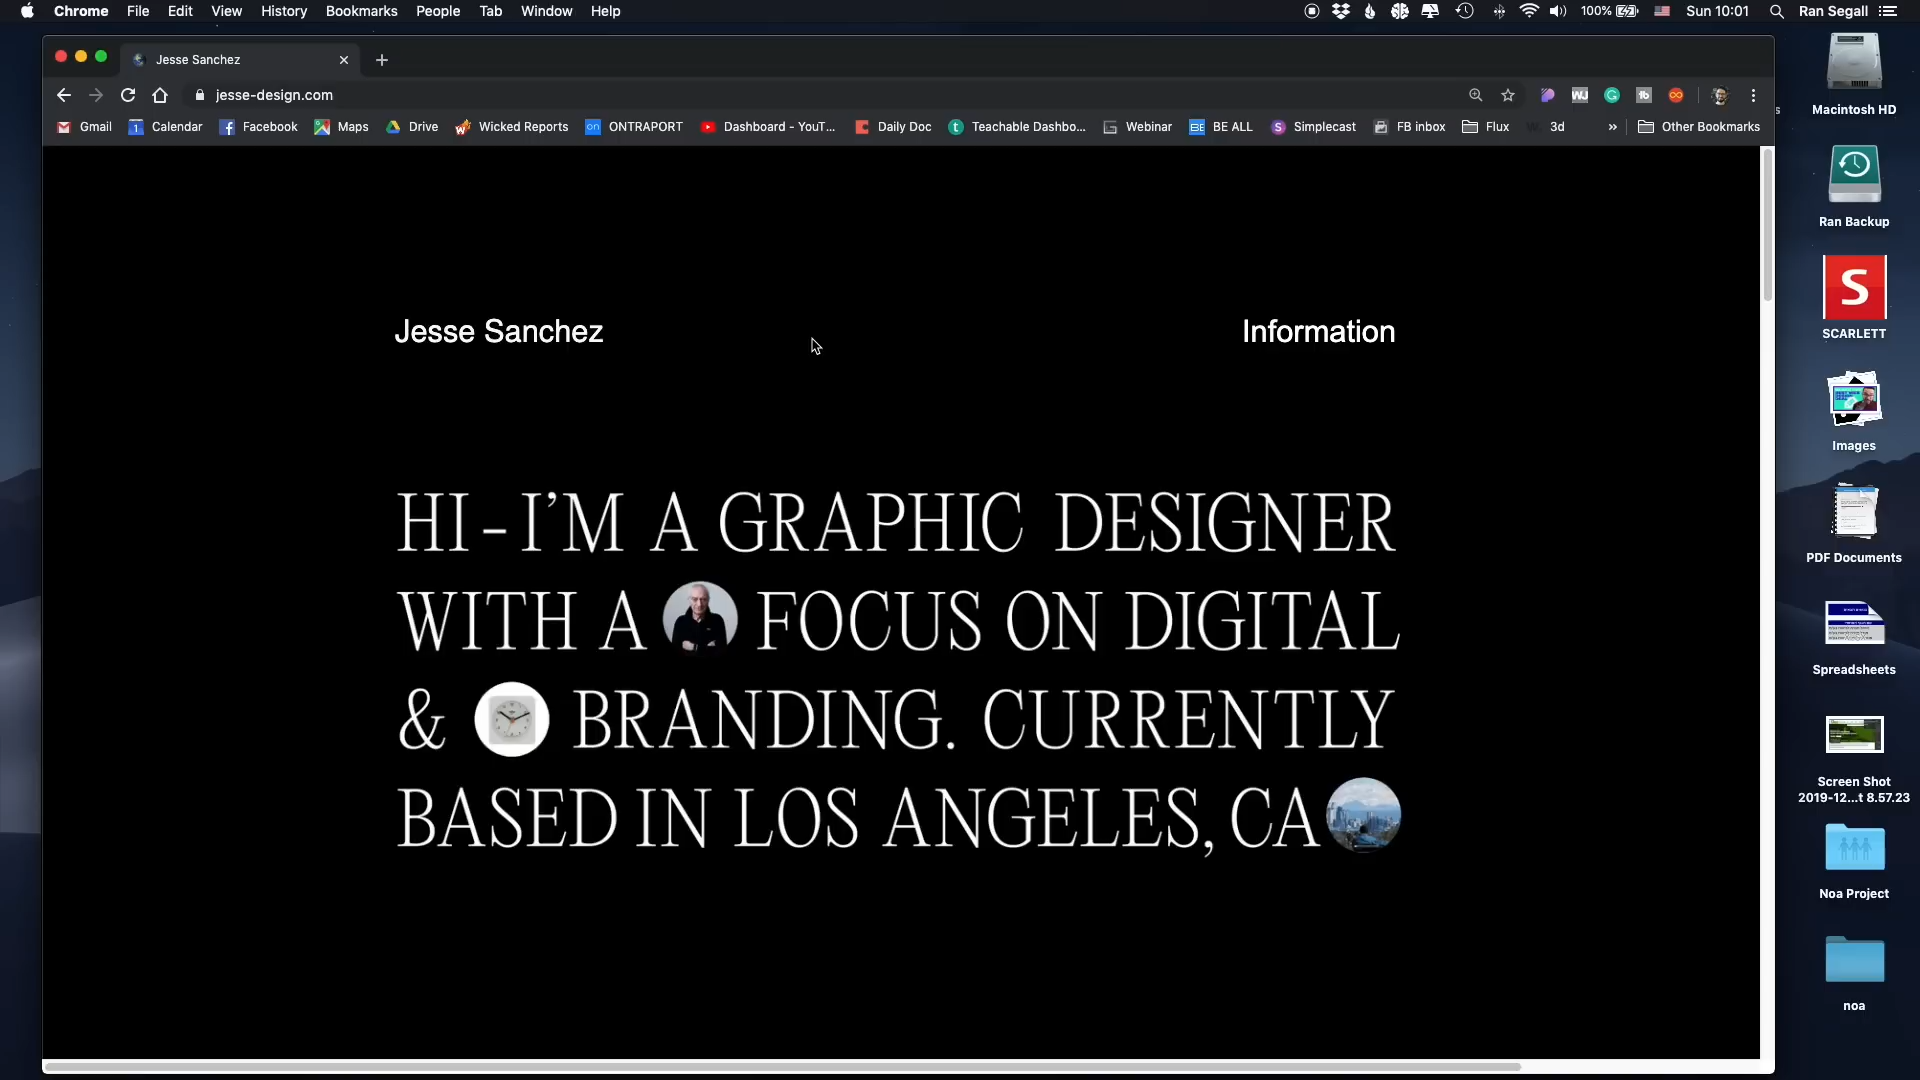 Chrome File Edit View History Bookmarks People Tab Window Help 100% Sun 10:01 Ran Segall
Jesse Sanchez
jesse-design.com
Gmail Calendar Facebook Maps Drive Wicked Reports ONTRAPORT Dashboard - YouT... Daily Doc Teachable Dashbo... Webinar BE ALL Simplecast FB inbox Flux 3d » Other Bookmarks
Jesse Sanchez Information
HI – I’M A GRAPHIC DESIGNER
WITH A FOCUS ON DIGITAL
& BRANDING. CURRENTLY
BASED IN LOS ANGELES, CA
Macintosh HD
Ran Backup
S
SCARLETT
Images
PDF Documents
Spreadsheets
Screen Shot
2019-12...t 8.57.23
Noa Project
noa